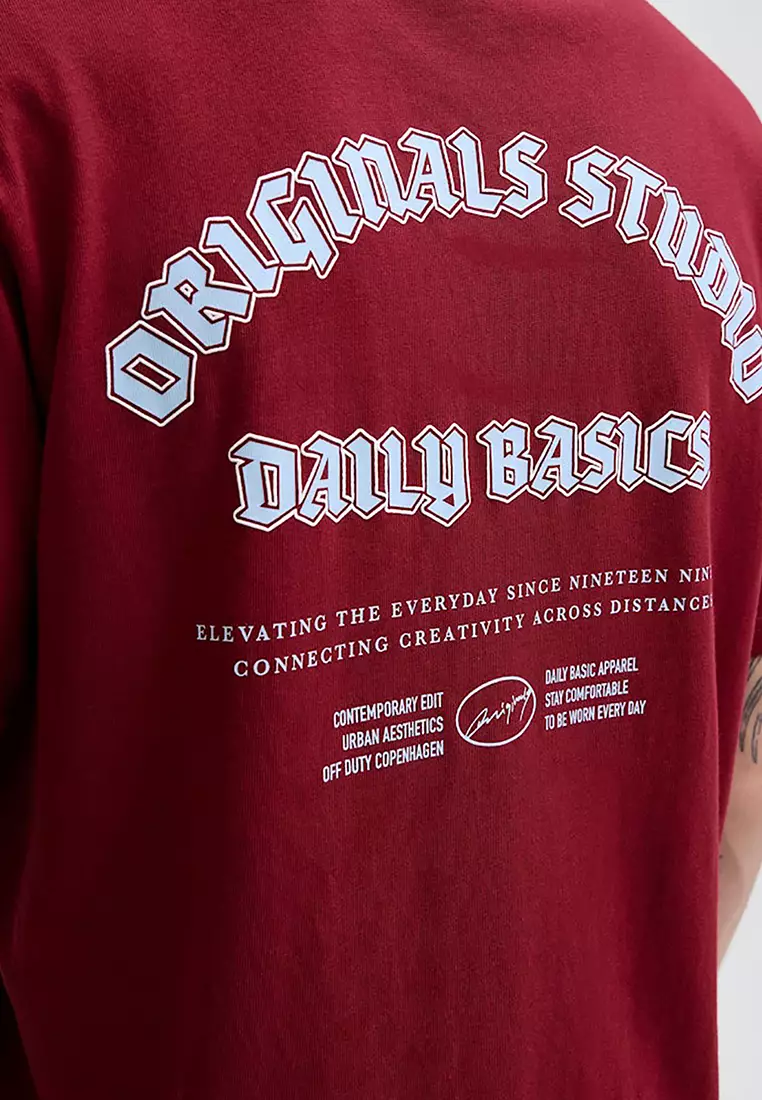 ORIGINALS STUDIO
DAILY BASICS
ELEVATING THE EVERYDAY SINCE NINETEEN
CONNECTING CREATIVITY ACROSS DISTANCES
CONTEMPORARY EDIT
URBAN AESTHETICS
OFF DUTY COPENHAGEN
Originals
DAILY BASIC APPAREL
STAY COMFORTABLE
TO BE WORN EVERY DAY